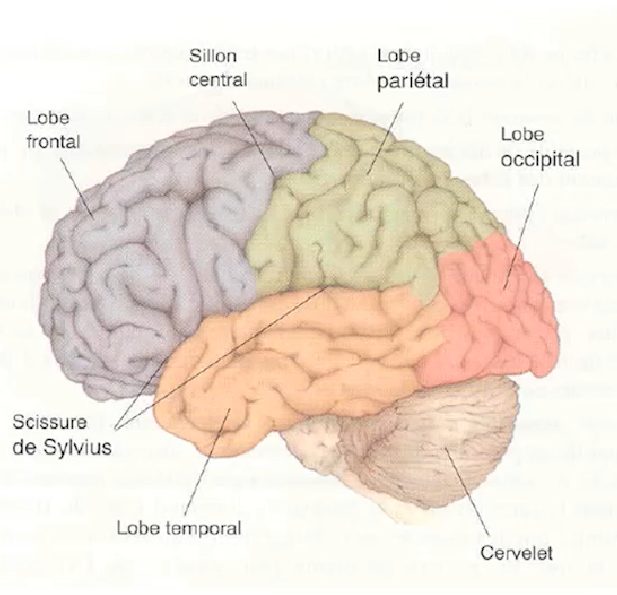 Sillon
central
Lobe
pariétal
Lobe
frontal
Lobe
occipital
Scissure
de Sylvius
Lobe temporal
Cervelet